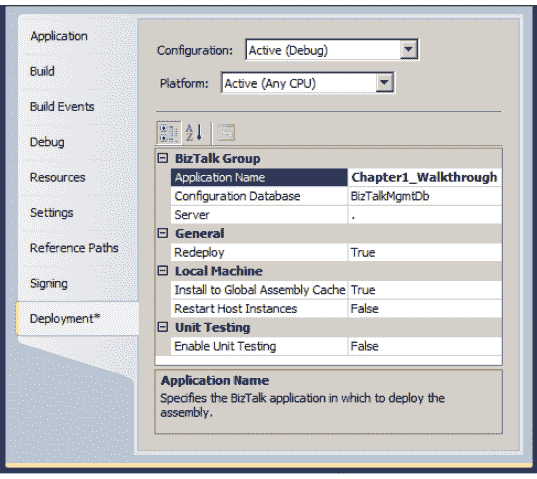 Application
Build
Build Events
Debug
Resources
Settings
Reference Paths
Signing
Deployment*
Configuration: Active (Debug)
Platform: Active (Any CPU)
BizTalk Group
Application Name Chapter1_Walkthrough
Configuration Database BizTalkMgmtDb
Server .
General
Redeploy True
Local Machine
Install to Global Assembly Cache True
Restart Host Instances False
Unit Testing
Enable Unit Testing False
Application Name
Specifies the BizTalk application in which to deploy the
assembly.